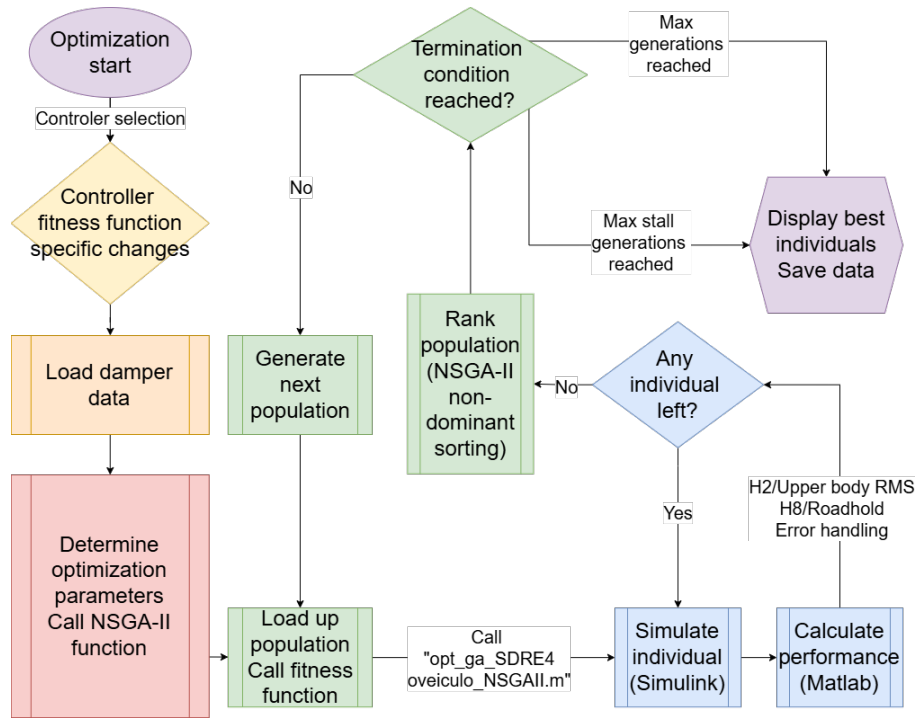 Optimization
start
Controler selection
Controller
fitness function
specific changes
Load damper
data
Determine
optimization
parameters
Call NSGA-II
function
Load up
population
Call fitness
function
Call
"opt_ga_SDRE4
oveiculo_NSGAII.m"
Simulate
individual
(Simulink)
Calculate
performance
(Matlab)
H2/Upper body RMS
H8/Roadhold
Error handling
Any
individual
left?
Yes
No
Rank
population
(NSGA-II
non-
dominant
sorting)
Termination
condition
reached?
No
Generate
next
population
Max
generations
reached
Max stall
generations
reached
Display best
individuals
Save data